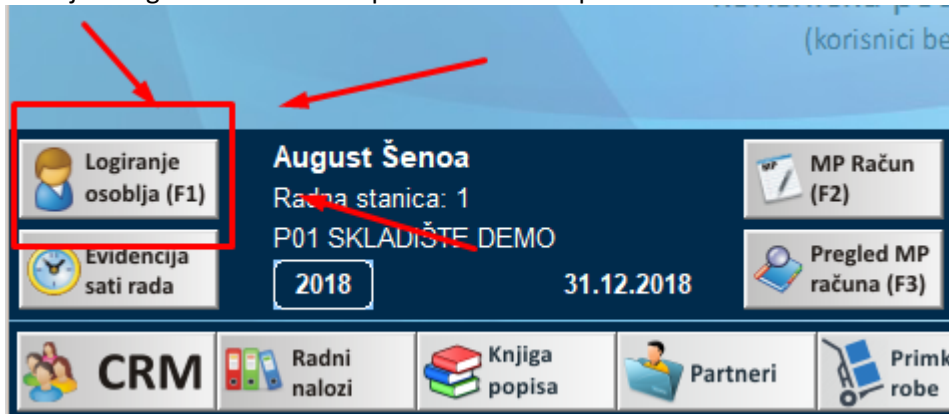 (korisnici be
Logiranje
osoblja (F1)
August Šenoa
Radna stanica: 1
P01 SKLADIŠTE DEMO
2018
31.12.2018
MP Račun
(F2)
Evidencija
sati rada
Pregled MP
računa (F3)
CRM
Radni
nalozi
Knjiga
popisa
Partneri
Primk
robe